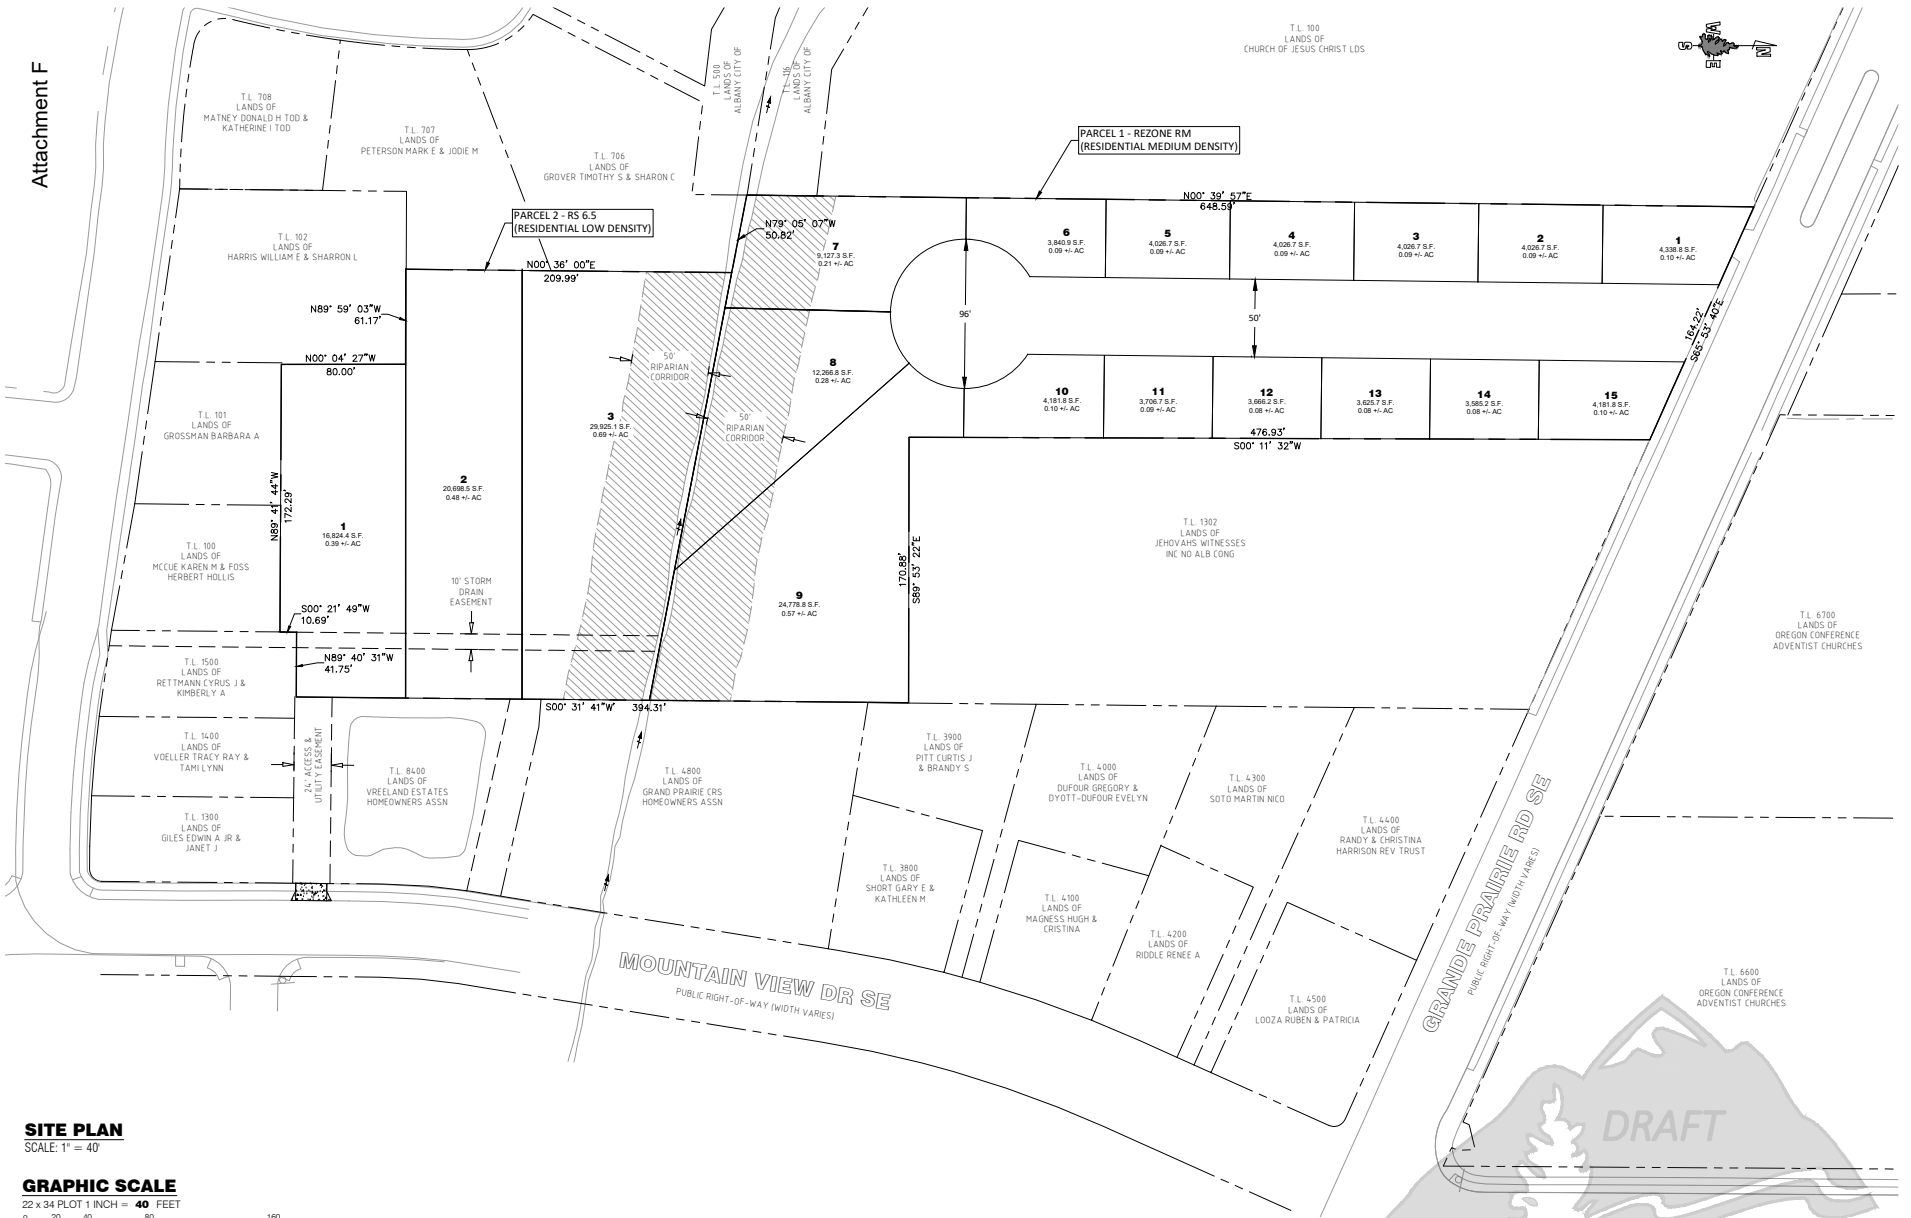 Attachment F
T.L. 100
LANDS OF
CHURCH OF JESUS CHRIST LDS
S
N
E
T.L. 500
LANDS OF
ALBANY CITY OF
T.L. 116
LANDS OF
ALBANY CITY OF
T.L. 708
LANDS OF
MATNEY DONALD H TOD &
KATHERINE I TOD
T.L. 707
LANDS OF
PETERSON MARK E & JODIE M
T.L. 706
LANDS OF
GROVER TIMOTHY S & SHARON C
PARCEL 1 - REZONE RM
(RESIDENTIAL MEDIUM DENSITY)
PARCEL 2 - RS 6.5
(RESIDENTIAL LOW DENSITY)
N00° 39' 57"E
648.59'
N79° 05' 07"W
50.82'
T.L. 102
LANDS OF
HARRIS WILLIAM E & SHARRON L
N00° 36' 00"E
209.99'
7
9,127.3 S.F.
0.21 +/- AC
6
3,840.9 S.F.
0.09 +/- AC
5
4,026.7 S.F.
0.09 +/- AC
4
4,026.7 S.F.
0.09 +/- AC
3
4,026.7 S.F.
0.09 +/- AC
2
4,026.7 S.F.
0.09 +/- AC
1
4,338.8 S.F.
0.10 +/- AC
N89° 59' 03"W
61.17'
96'
50'
164.22'
S65° 53' 40"E
N00° 04' 27"W
80.00'
50'
RIPARIAN
CORRIDOR
8
12,266.8 S.F.
0.28 +/- AC
T.L. 101
LANDS OF
GROSSMAN BARBARA A
3
29,925.1 S.F.
0.69 +/- AC
50'
RIPARIAN
CORRIDOR
10
4,181.8 S.F.
0.10 +/- AC
11
3,706.7 S.F.
0.09 +/- AC
12
3,666.2 S.F.
0.08 +/- AC
13
3,625.7 S.F.
0.08 +/- AC
14
3,585.2 S.F.
0.08 +/- AC
15
4,181.8 S.F.
0.10 +/- AC
476.93'
S00° 11' 32"W
N89° 41' 44"W
172.29'
2
20,698.5 S.F.
0.48 +/- AC
1
16,824.4 S.F.
0.39 +/- AC
T.L. 100
LANDS OF
MCCUE KAREN M & FOSS
HERBERT HOLLIS
T.L. 1302
LANDS OF
JEHOVAHS WITNESSES
INC NO ALB CONG
170.88'
S89° 53' 22"E
10' STORM
DRAIN
EASEMENT
9
24,778.8 S.F.
0.57 +/- AC
S00° 21' 49"W
10.69'
T.L. 6700
LANDS OF
OREGON CONFERENCE
ADVENTIST CHURCHES
T.L. 1500
LANDS OF
RETTMANN CYRUS J &
KIMBERLY A
N89° 40' 31"W
41.75'
S00° 31' 41"W 394.31'
T.L. 1400
LANDS OF
VOELLER TRACY RAY &
TAMI LYNN
24' ACCESS &
UTILITY EASEMENT
T.L. 8400
LANDS OF
VREELAND ESTATES
HOMEOWNERS ASSN
T.L. 4800
LANDS OF
GRAND PRAIRIE CRS
HOMEOWNERS ASSN
T.L. 3900
LANDS OF
PITT CURTIS J
& BRANDY S
T.L. 4000
LANDS OF
DUFOUR GREGORY &
DYOTT-DUFOUR EVELYN
T.L. 4300
LANDS OF
SOTO MARTIN NICO
T.L. 4400
LANDS OF
RANDY & CHRISTINA
HARRISON REV TRUST
T.L. 1300
LANDS OF
GILES EDWIN A JR &
JANET J
T.L. 3800
LANDS OF
SHORT GARY E &
KATHLEEN M
T.L. 4100
LANDS OF
MAGNESS HUGH &
CRISTINA
T.L. 4200
LANDS OF
RIDDLE RENEE A
T.L. 4500
LANDS OF
LOOZA RUBEN & PATRICIA
GRANDE PRAIRIE RD SE
PUBLIC RIGHT-OF-WAY (WIDTH VARIES)
MOUNTAIN VIEW DR SE
PUBLIC RIGHT-OF-WAY (WIDTH VARIES)
T.L. 6600
LANDS OF
OREGON CONFERENCE
ADVENTIST CHURCHES
DRAFT
SITE PLAN
SCALE: 1" = 40'
GRAPHIC SCALE
22 x 34 PLOT 1 INCH = 40 FEET
0 20 40 80 160